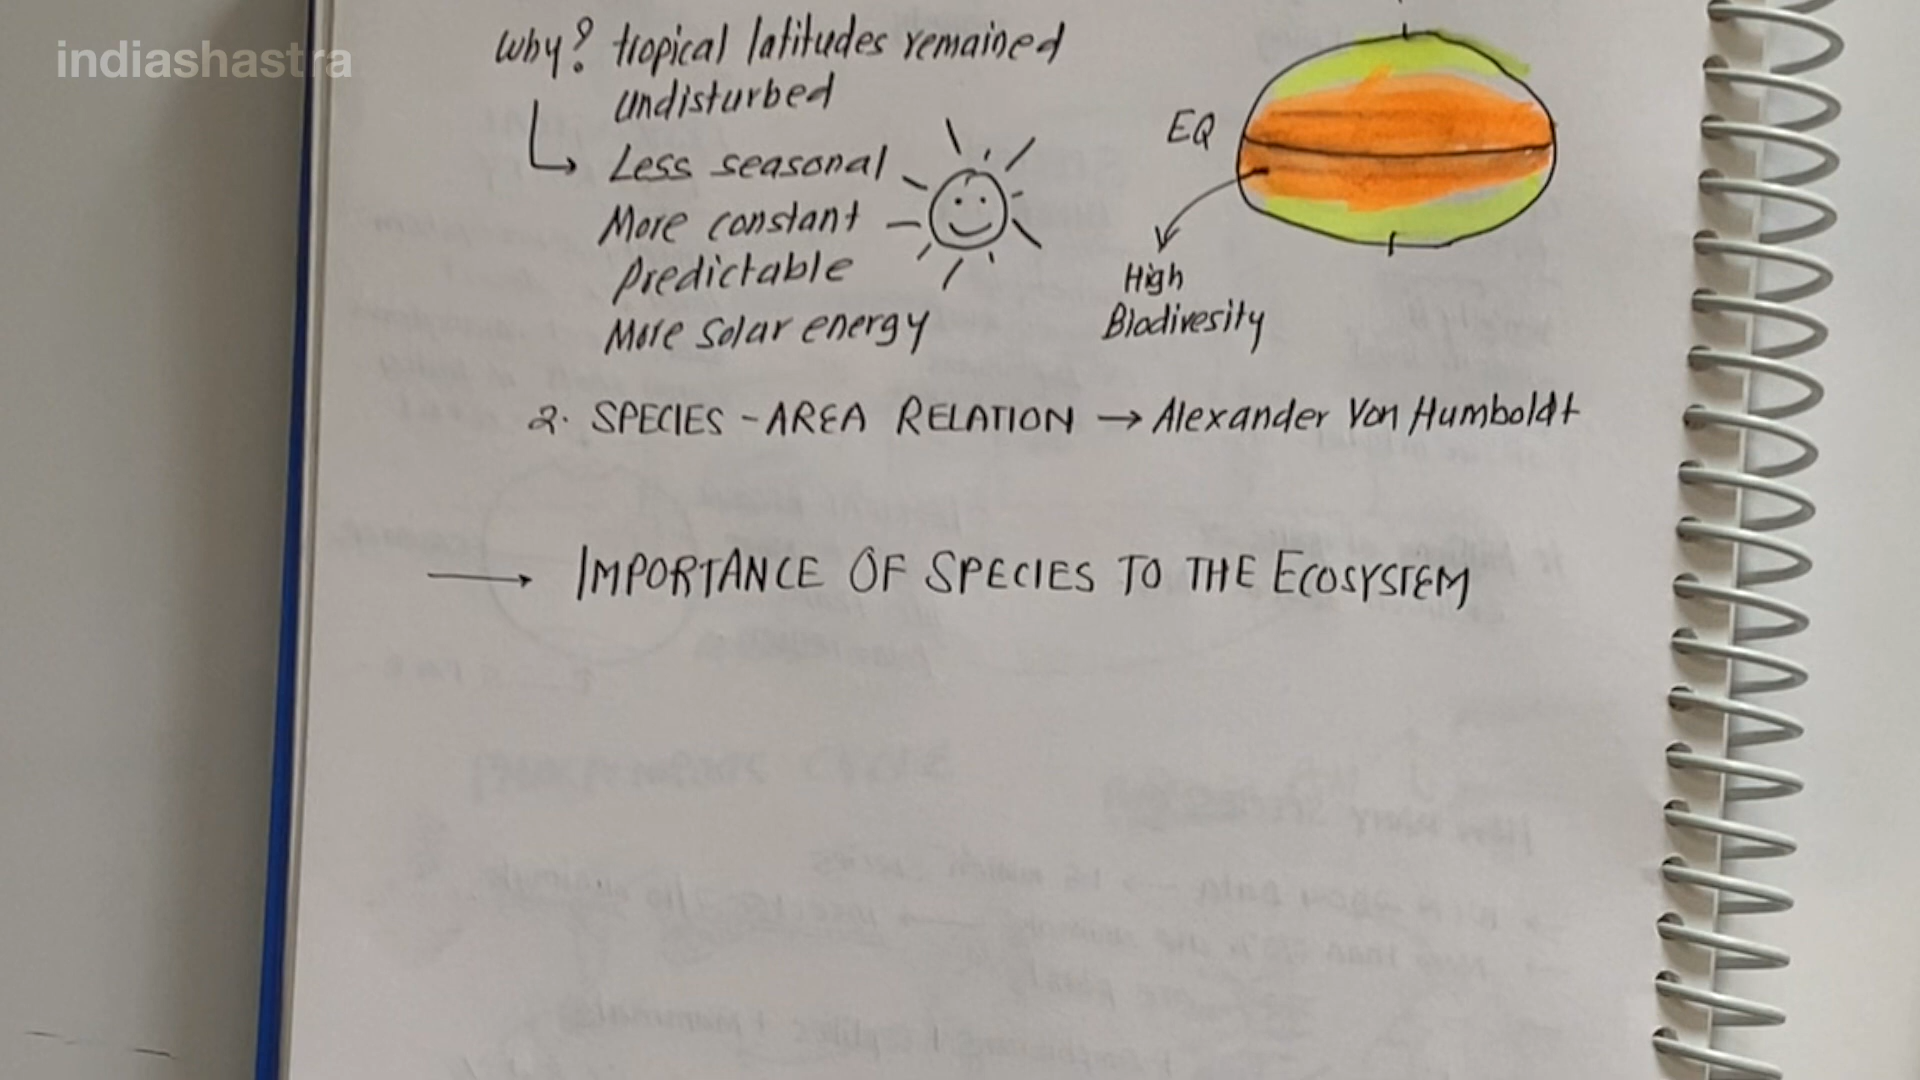 indiashastra
Why? tropical latitudes remained
undisturbed
Less seasonal
More constant
predictable
More solar energy
EQ
High
Biodivesity
2. SPECIES - AREA RELATION → Alexander Von Humboldt
→ IMPORTANCE OF SPECIES TO THE ECOSYSTEM